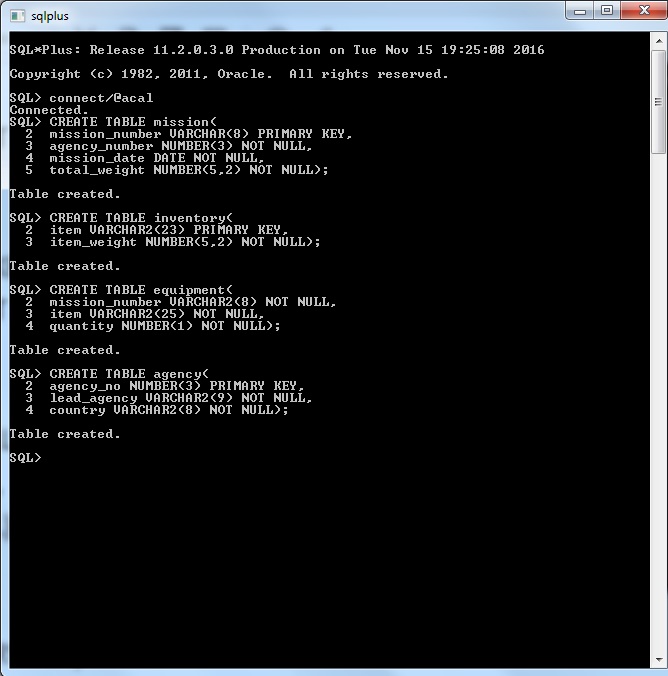 sqlplus
SQL*Plus: Release 11.2.0.3.0 Production on Tue Nov 15 19:25:08 2016
Copyright (c) 1982, 2011, Oracle.  All rights reserved.
SQL> connect/@acal
Connected.
SQL> CREATE TABLE mission(
  2  mission_number VARCHAR(8) PRIMARY KEY,
  3  agency_number NUMBER(3) NOT NULL,
  4  mission_date DATE NOT NULL,
  5  total_weight NUMBER(5,2) NOT NULL);
Table created.
SQL> CREATE TABLE inventory(
  2  item VARCHAR2(23) PRIMARY KEY,
  3  item_weight NUMBER(5,2) NOT NULL);
Table created.
SQL> CREATE TABLE equipment(
  2  mission_number VARCHAR2(8) NOT NULL,
  3  item VARCHAR2(25) NOT NULL,
  4  quantity NUMBER(1) NOT NULL);
Table created.
SQL> CREATE TABLE agency(
  2  agency_no NUMBER(3) PRIMARY KEY,
  3  lead_agency VARCHAR2(9) NOT NULL,
  4  country VARCHAR2(8) NOT NULL);
Table created.
SQL>